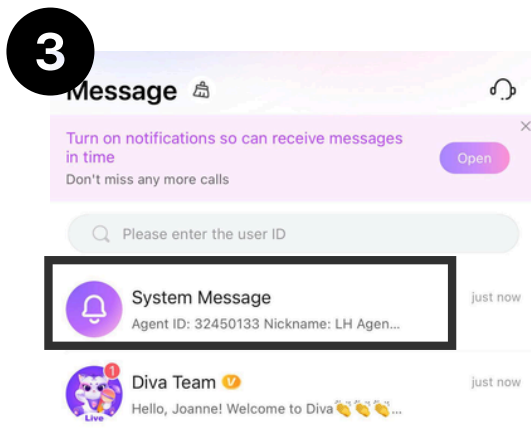 3
Message
Turn on notifications so can receive messages
in time
Don't miss any more calls
Open
Please enter the user ID
System Message
just now
Agent ID: 32450133 Nickname: LH Agen...
1
Live
Diva Team V
just now
Hello, Joanne! Welcome to Diva👏👏👏...